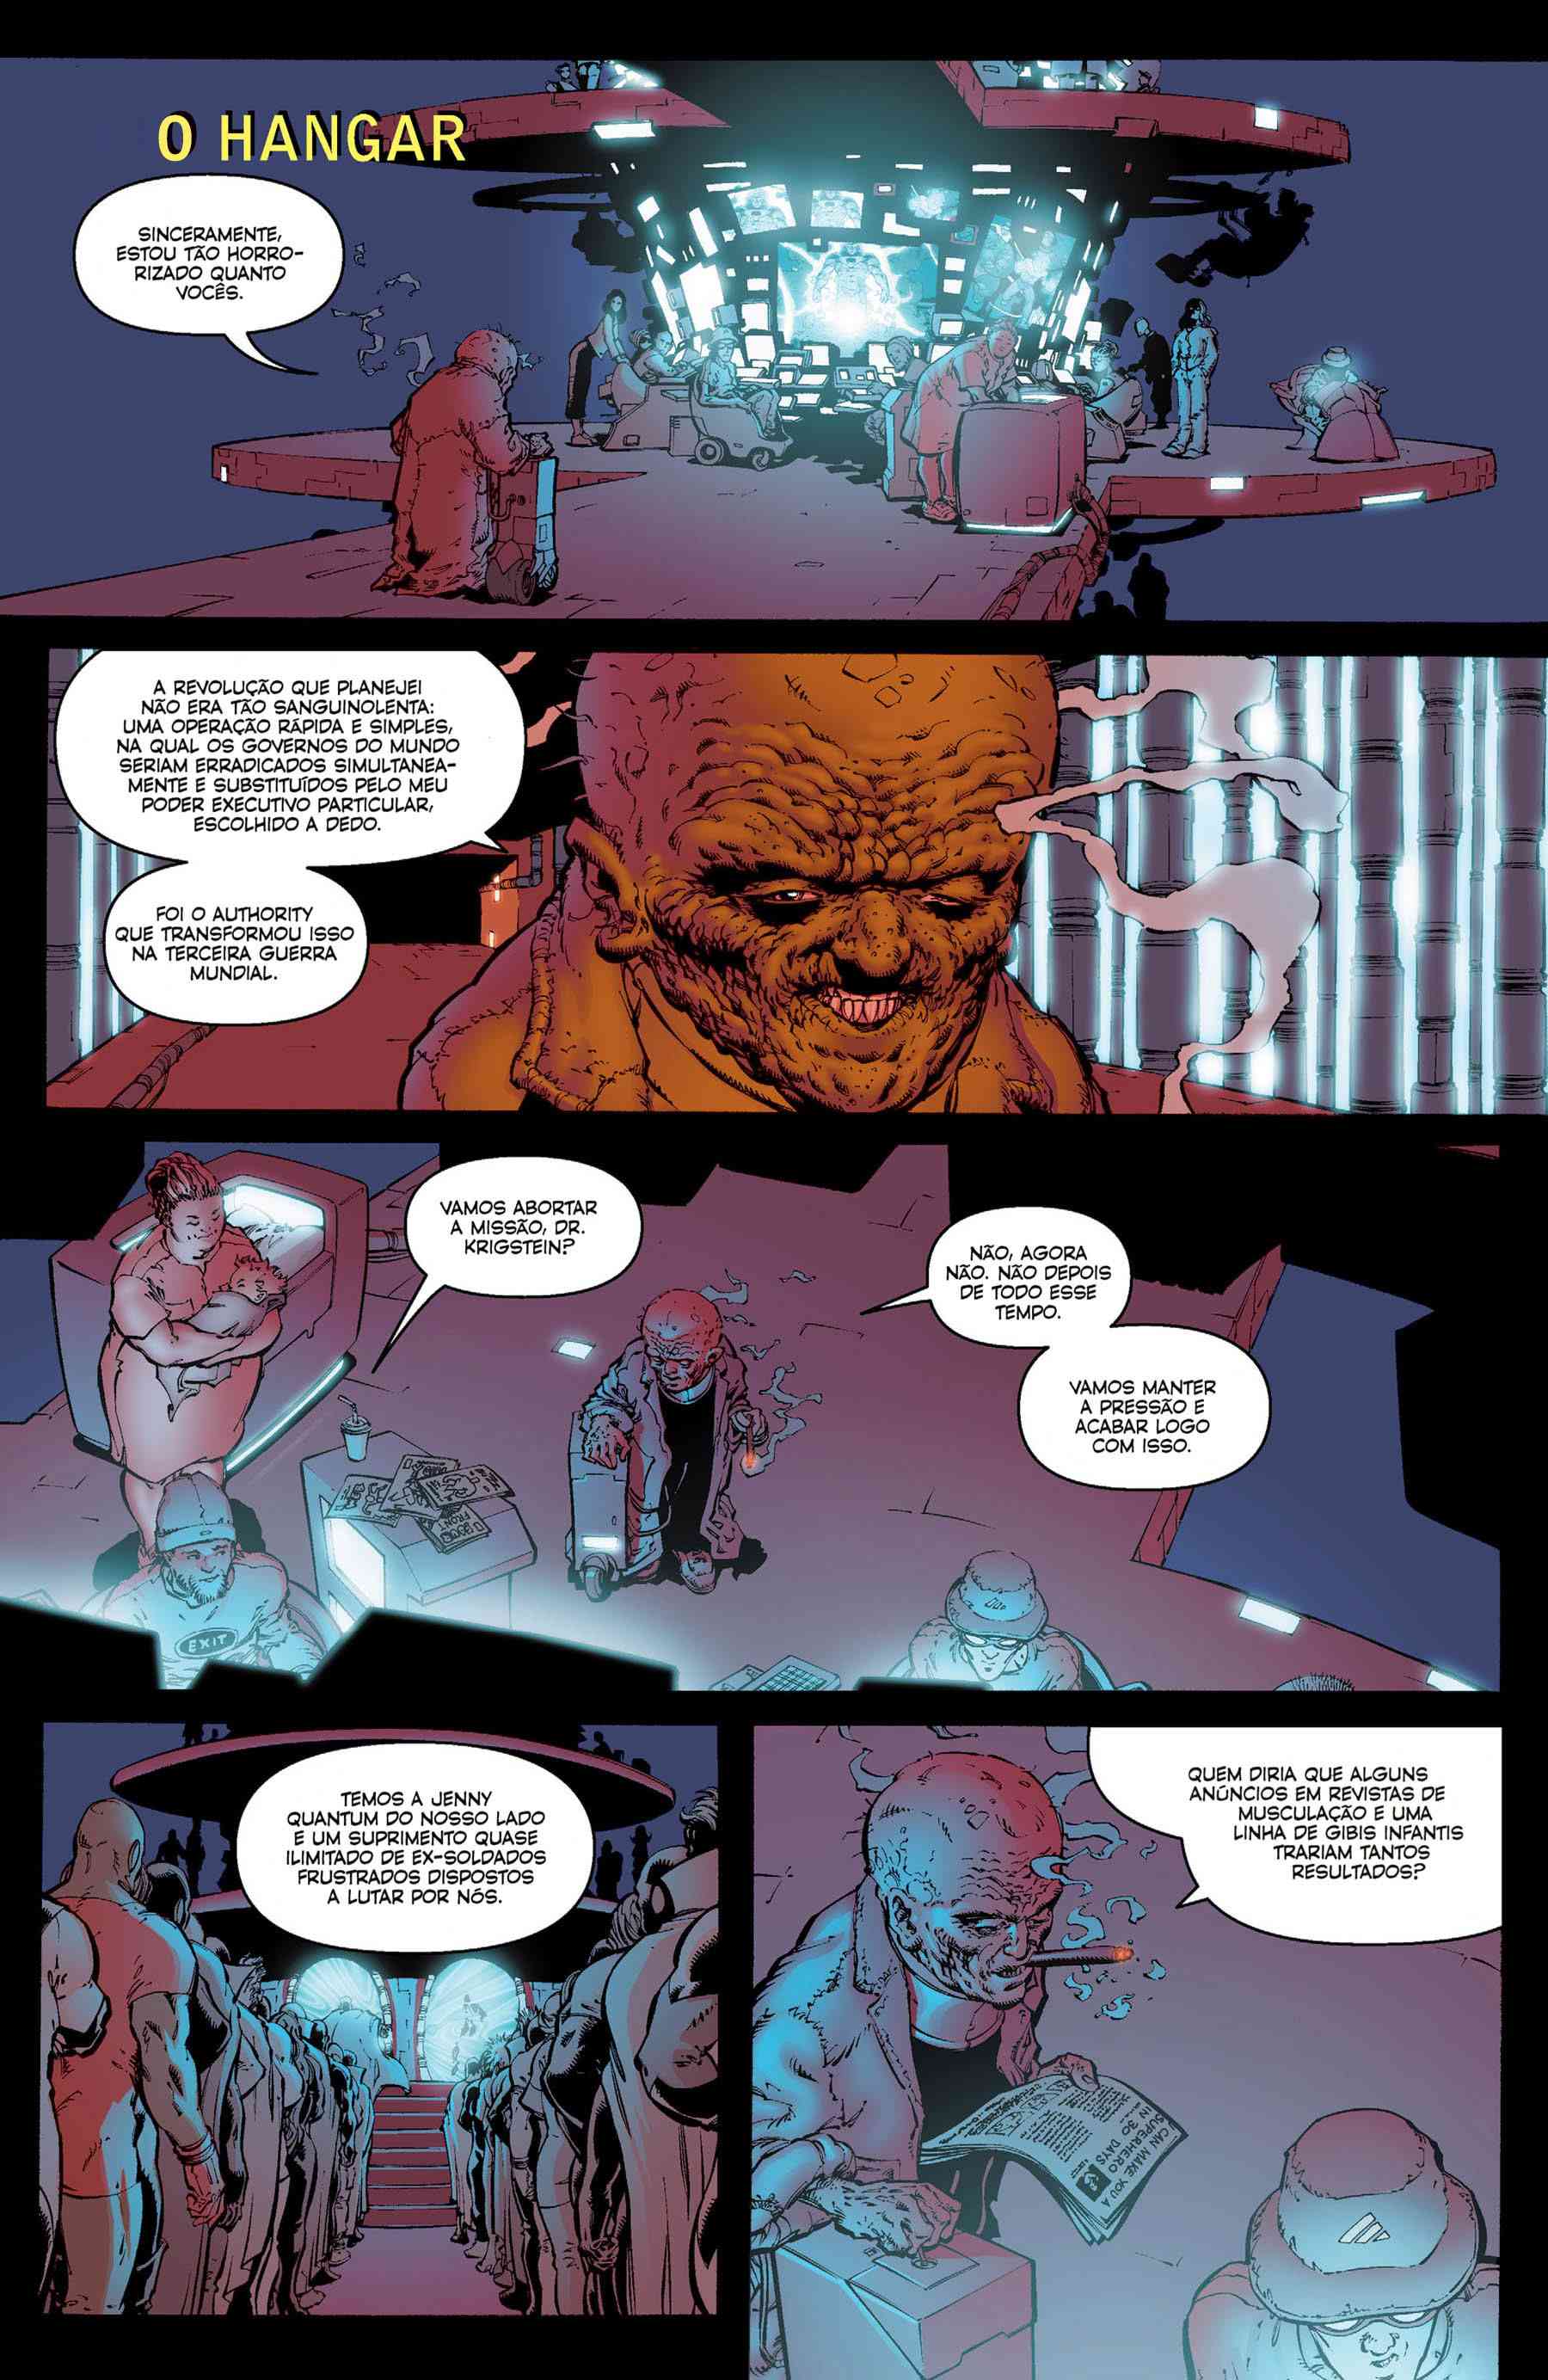 O HANGAR
SINCERAMENTE,
ESTOU TÃO HORRO-
RIZADO QUANTO
VOCÊS.
A REVOLUÇÃO QUE PLANEJEI
NÃO ERA TÃO SANGUINOLENTA:
UMA OPERAÇÃO RÁPIDA E SIMPLES,
NA QUAL OS GOVERNOS DO MUNDO
SERIAM ERRADICADOS SIMULTANEA-
MENTE E SUBSTITUÍDOS PELO MEU
PODER EXECUTIVO PARTICULAR,
ESCOLHIDO A DEDO.
FOI O AUTHORITY
QUE TRANSFORMOU ISSO
NA TERCEIRA GUERRA
MUNDIAL.
VAMOS ABORTAR
A MISSÃO, DR.
KRIGSTEIN?
NÃO, AGORA
NÃO. NÃO DEPOIS
DE TODO ESSE
TEMPO.
VAMOS MANTER
A PRESSÃO E
ACABAR LOGO
COM ISSO.
FRONT
EXIT
TEMOS A JENNY
QUANTUM DO NOSSO LADO
E UM SUPRIMENTO QUASE
ILIMITADO DE EX-SOLDADOS
FRUSTRADOS DISPOSTOS
A LUTAR POR NÓS.
QUEM DIRIA QUE ALGUNS
ANÚNCIOS EM REVISTAS DE
MUSCULAÇÃO E UMA
LINHA DE GIBIS INFANTIS
TRARIAM TANTOS
RESULTADOS?
I CAN MAKE YOU A
SUPERHERO
IN 30 DAYS